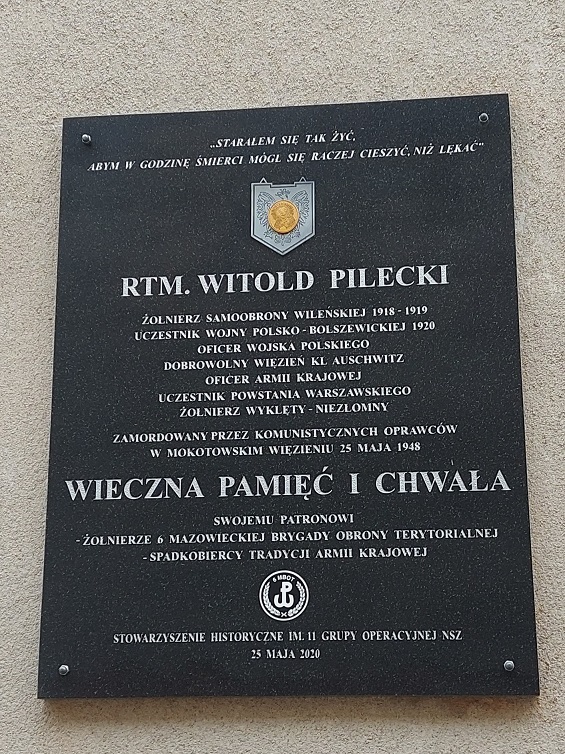 „STARAŁEM SIĘ TAK ŻYĆ,
ABYM W GODZINĘ ŚMIERCI MÓGŁ SIĘ RACZEJ CIESZYĆ, NIŻ LĘKAĆ"
RTM. WITOLD PILECKI
ŻOŁNIERZ SAMOOBRONY WILEŃSKIEJ 1918 - 1919
UCZESTNIK WOJNY POLSKO - BOLSZEWICKIEJ 1920
OFICER WOJSKA POLSKIEGO
DOBROWOLNY WIĘZIEŃ KL AUSCHWITZ
OFICER ARMII KRAJOWEJ
UCZESTNIK POWSTANIA WARSZAWSKIEGO
ŻOŁNIERZ WYKLĘTY - NIEZŁOMNY
ZAMORDOWANY PRZEZ KOMUNISTYCZNYCH OPRAWCÓW
W MOKOTOWSKIM WIĘZIENIU 25 MAJA 1948
WIECZNA PAMIĘĆ I CHWAŁA
SWOJEMU PATRONOWI
- ŻOŁNIERZE 6 MAZOWIECKIEJ BRYGADY OBRONY TERYTORIALNEJ
- SPADKOBIERCY TRADYCJI ARMII KRAJOWEJ
6 MBOT
STOWARZYSZENIE HISTORYCZNE IM. 11 GRUPY OPERACYJNEJ NSZ
25 MAJA 2020